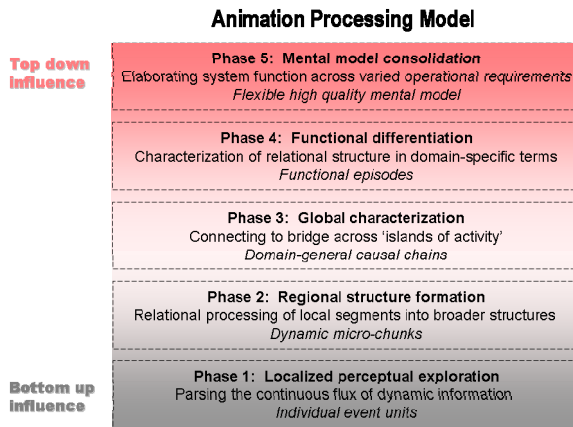 Animation Processing Model
Top down
influence
Phase 5: Mental model consolidation
Elaborating system function across varied operational requirements
Flexible high quality mental model
Phase 4: Functional differentiation
Characterization of relational structure in domain-specific terms
Functional episodes
Phase 3: Global characterization
Connecting to bridge across ‘islands of activity’
Domain-general causal chains
Phase 2: Regional structure formation
Relational processing of local segments into broader structures
Dynamic micro-chunks
Bottom up
influence
Phase 1: Localized perceptual exploration
Parsing the continuous flux of dynamic information
Individual event units